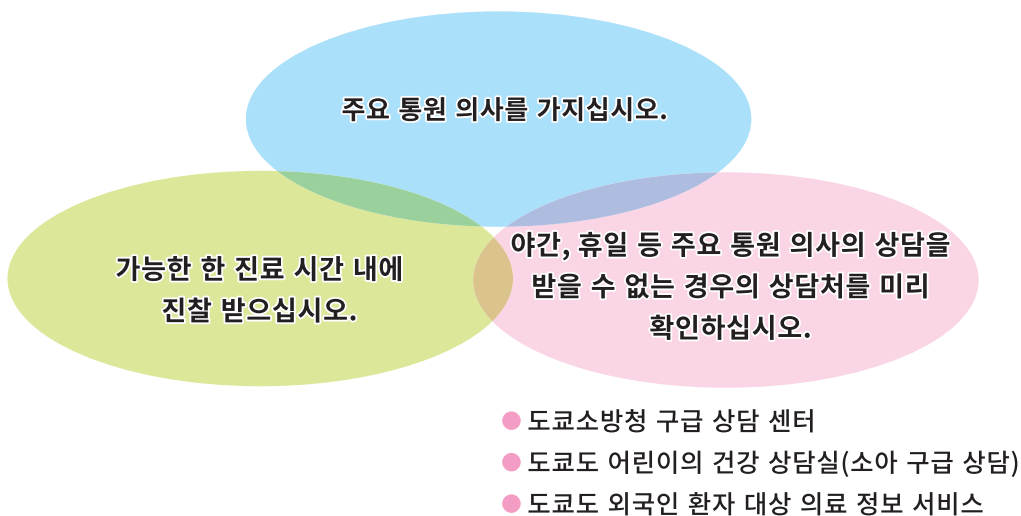 주요 통원 의사를 가지십시오.
가능한 한 진료 시간 내에
진찰 받으십시오.
야간, 휴일 등 주요 통원 의사의 상담을
받을 수 없는 경우의 상담처를 미리
확인하십시오.
● 도쿄소방청 구급 상담 센터
● 도쿄도 어린이의 건강 상담실(소아 구급 상담)
● 도쿄도 외국인 환자 대상 의료 정보 서비스